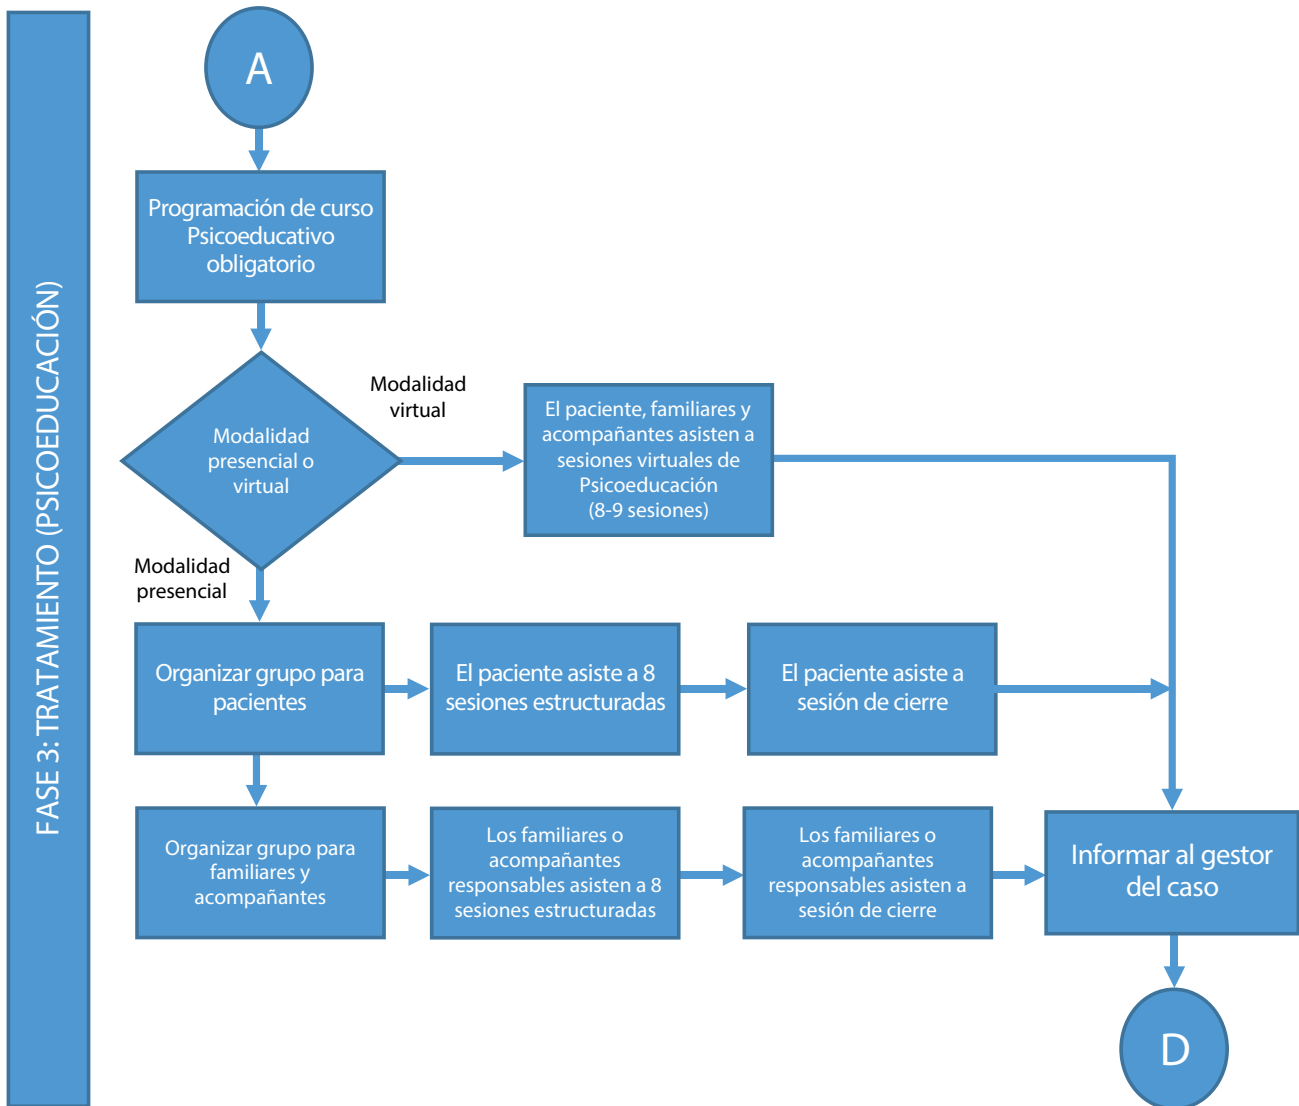 FASE 3: TRATAMIENTO (PSICOEDUCACIÓN)
A
Programación de curso
Psicoeducativo
obligatorio
Modalidad
presencial o
virtual
Modalidad
virtual
El paciente, familiares y
acompañantes asisten a
sesiones virtuales de
Psicoeducación
(8-9 sesiones)
Modalidad
presencial
Organizar grupo para
pacientes
El paciente asiste a 8
sesiones estructuradas
El paciente asiste a
sesión de cierre
Organizar grupo para
familiares y
acompañantes
Los familiares o
acompañantes
responsables asisten a 8
sesiones estructuradas
Los familiares o
acompañantes
responsables asisten a
sesión de cierre
Informar al gestor
del caso
D